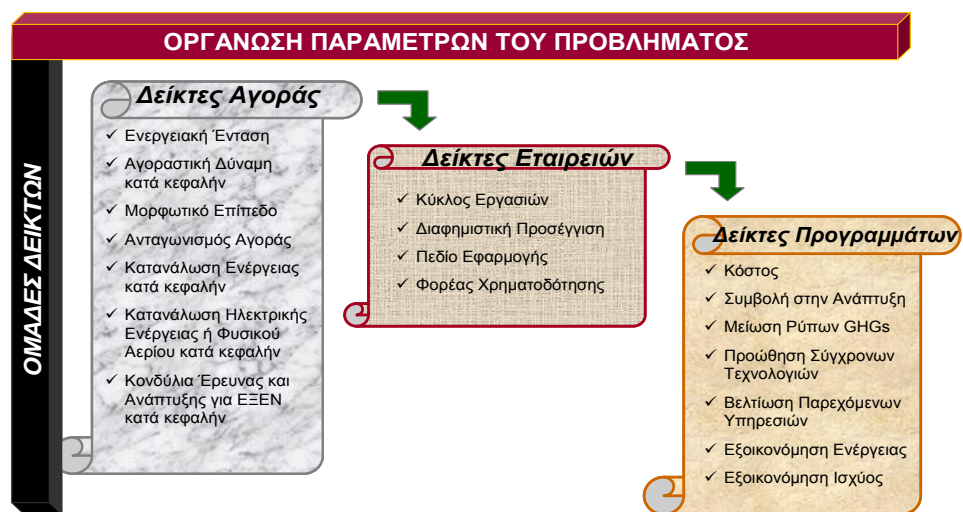 ΟΡΓΑΝΩΣΗ ΠΑΡΑΜΕΤΡΩΝ ΤΟΥ ΠΡΟΒΛΗΜΑΤΟΣ
ΟΜΑΔΕΣ ΔΕΙΚΤΩΝ
Δείκτες Αγοράς
✓ Ενεργειακή Ένταση
✓ Αγοραστική Δύναμη
κατά κεφαλήν
✓ Μορφωτικό Επίπεδο
✓ Ανταγωνισμός Αγοράς
✓ Κατανάλωση Ενέργειας
κατά κεφαλήν
✓ Κατανάλωση Ηλεκτρικής
Ενέργειας ή Φυσικού
Αερίου κατά κεφαλήν
✓ Κονδύλια Έρευνας και
Ανάπτυξης για ΕΞΕΝ
κατά κεφαλήν
Δείκτες Εταιρειών
✓ Κύκλος Εργασιών
✓ Διαφημιστική Προσέγγιση
✓ Πεδίο Εφαρμογής
✓ Φορέας Χρηματοδότησης
Δείκτες Προγραμμάτων
✓ Κόστος
✓ Συμβολή στην Ανάπτυξη
✓ Μείωση Ρύπων GHGs
✓ Προώθηση Σύγχρονων
Τεχνολογιών
✓ Βελτίωση Παρεχόμενων
Υπηρεσιών
✓ Εξοικονόμηση Ενέργειας
✓ Εξοικονόμηση Ισχύος